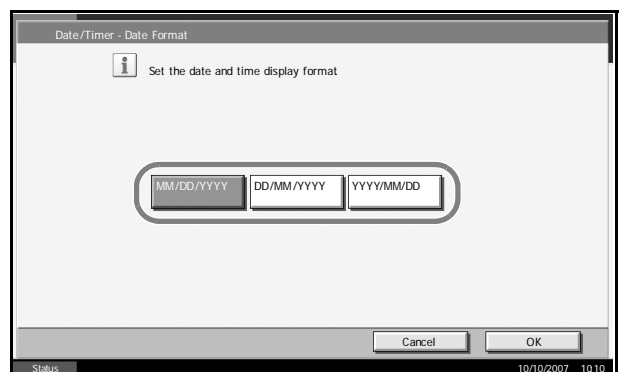 Date/Timer - Date Format
i Set the date and time display format
MM/DD/YYYY DD/MM/YYYY YYYY/MM/DD
Cancel OK
Status 10/10/2007 10:10